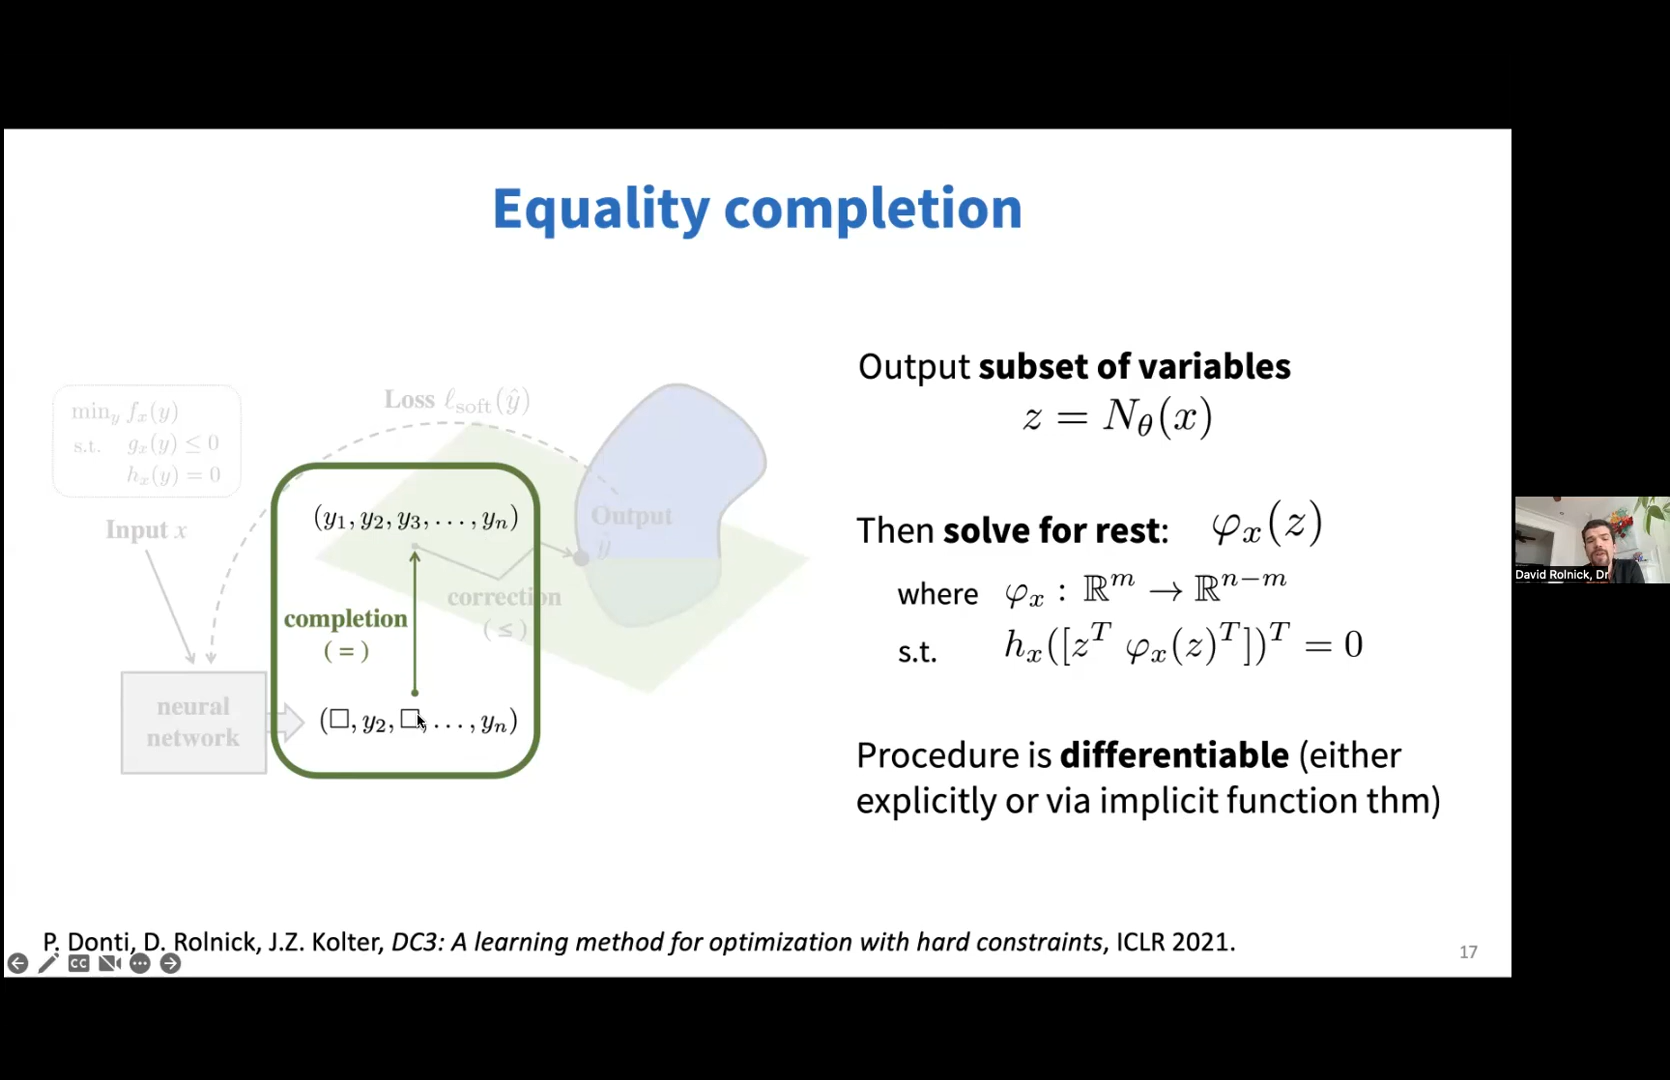 Equality completion
min_y f_x(y)
s.t. g_x(y) ≤ 0
h_x(y) = 0
Input x
Loss ℓ_soft(ŷ)
(y_1, y_2, y_3, . . . , y_n)
Output
ŷ
completion
( = )
correction
( ≤ )
neural
network
(□, y_2, □, . . . , y_n)
Output subset of variables
z = N_θ(x)
Then solve for rest: φ_x(z)
where φ_x : ℝ^m → ℝ^{n−m}
s.t. h_x([z^T φ_x(z)^T])^T = 0
Procedure is differentiable (either
explicitly or via implicit function thm)
P. Donti, D. Rolnick, J.Z. Kolter, DC3: A learning method for optimization with hard constraints, ICLR 2021.
17
CC
David Rolnick, Dr